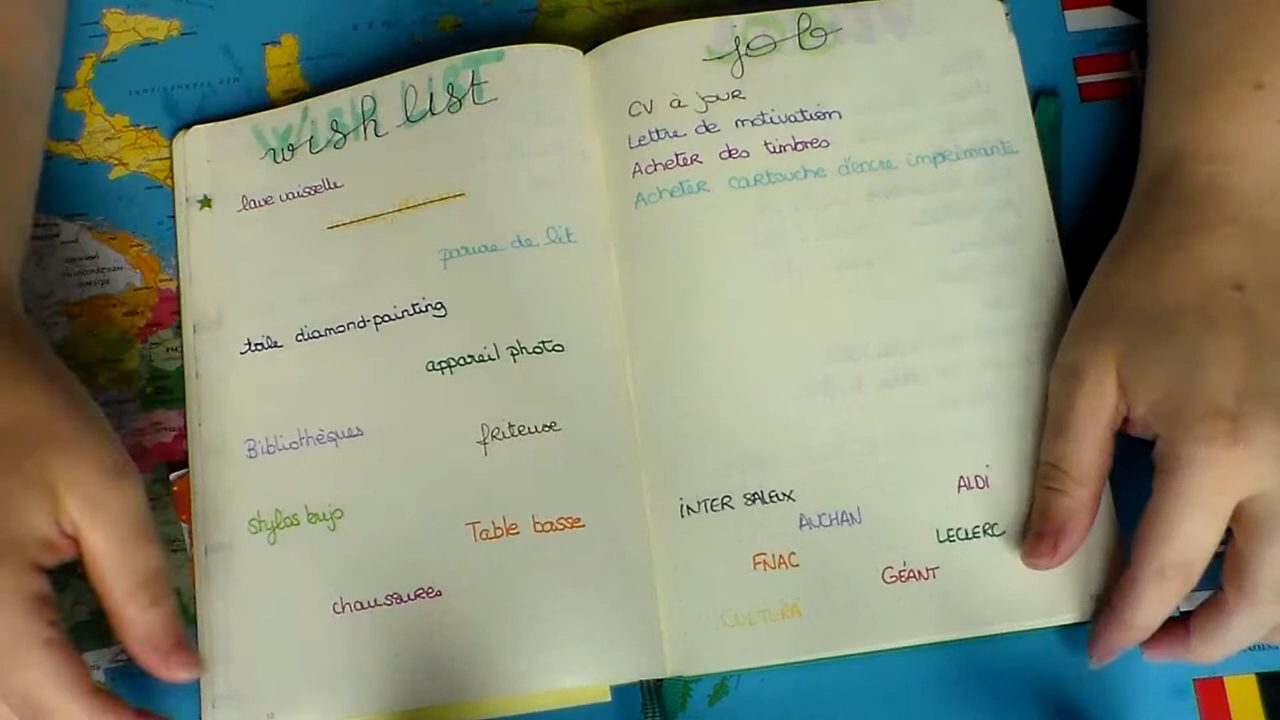 wish list
lave vaisselle
parure de lit
toile diamond-painting
appareil photo
Bibliothèques
friteuse
stylos bujo
Table basse
chaussures
job
CV à jour
Lettre de motivation
Acheter des timbres
Acheter cartouche d'encre imprimante
INTER SALEUX
ALDI
AUCHAN
LECLERC
FNAC
GÉANT
CULTURA